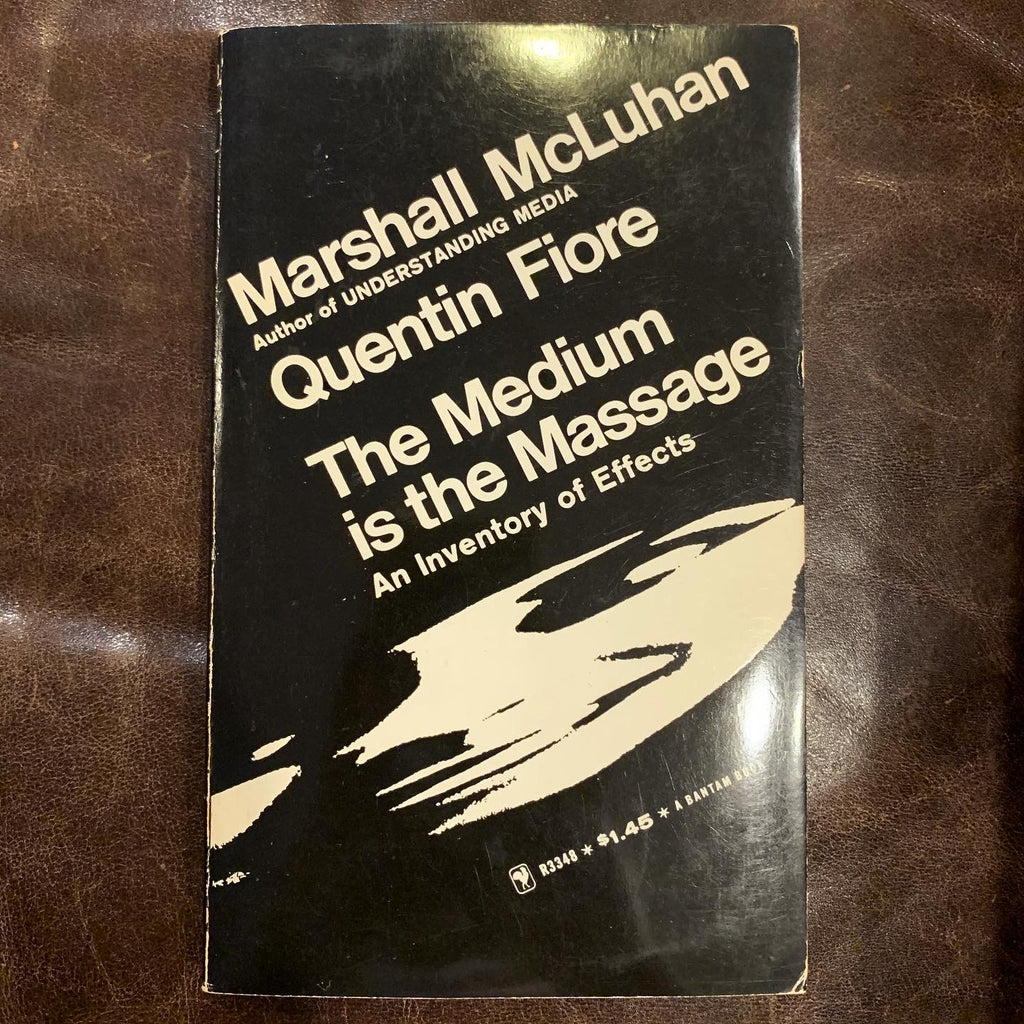 Marshall McLuhan
Author of UNDERSTANDING MEDIA
Quentin Fiore
The Medium
is the Massage
An Inventory of Effects
R3348 * $1.45 * A BANTAM